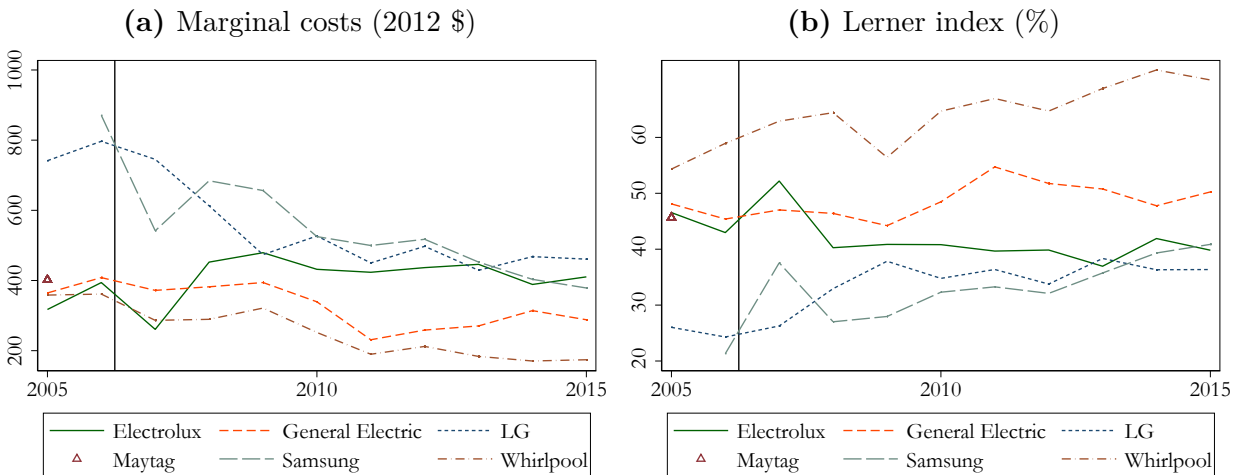 (a) Marginal costs (2012 $)
1000
800
600
400
200
2005 2010 2015
Electrolux General Electric LG
Maytag Samsung Whirlpool
(b) Lerner index (%)
60
50
40
30
20
2005 2010 2015
Electrolux General Electric LG
Maytag Samsung Whirlpool